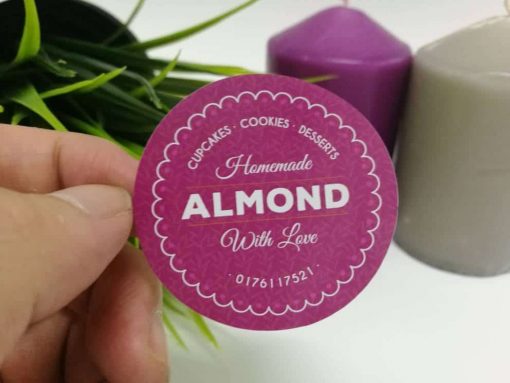 CUPCAKES · COOKIES · DESSERTS
Homemade
ALMOND
With Love
· 0176117521 ·